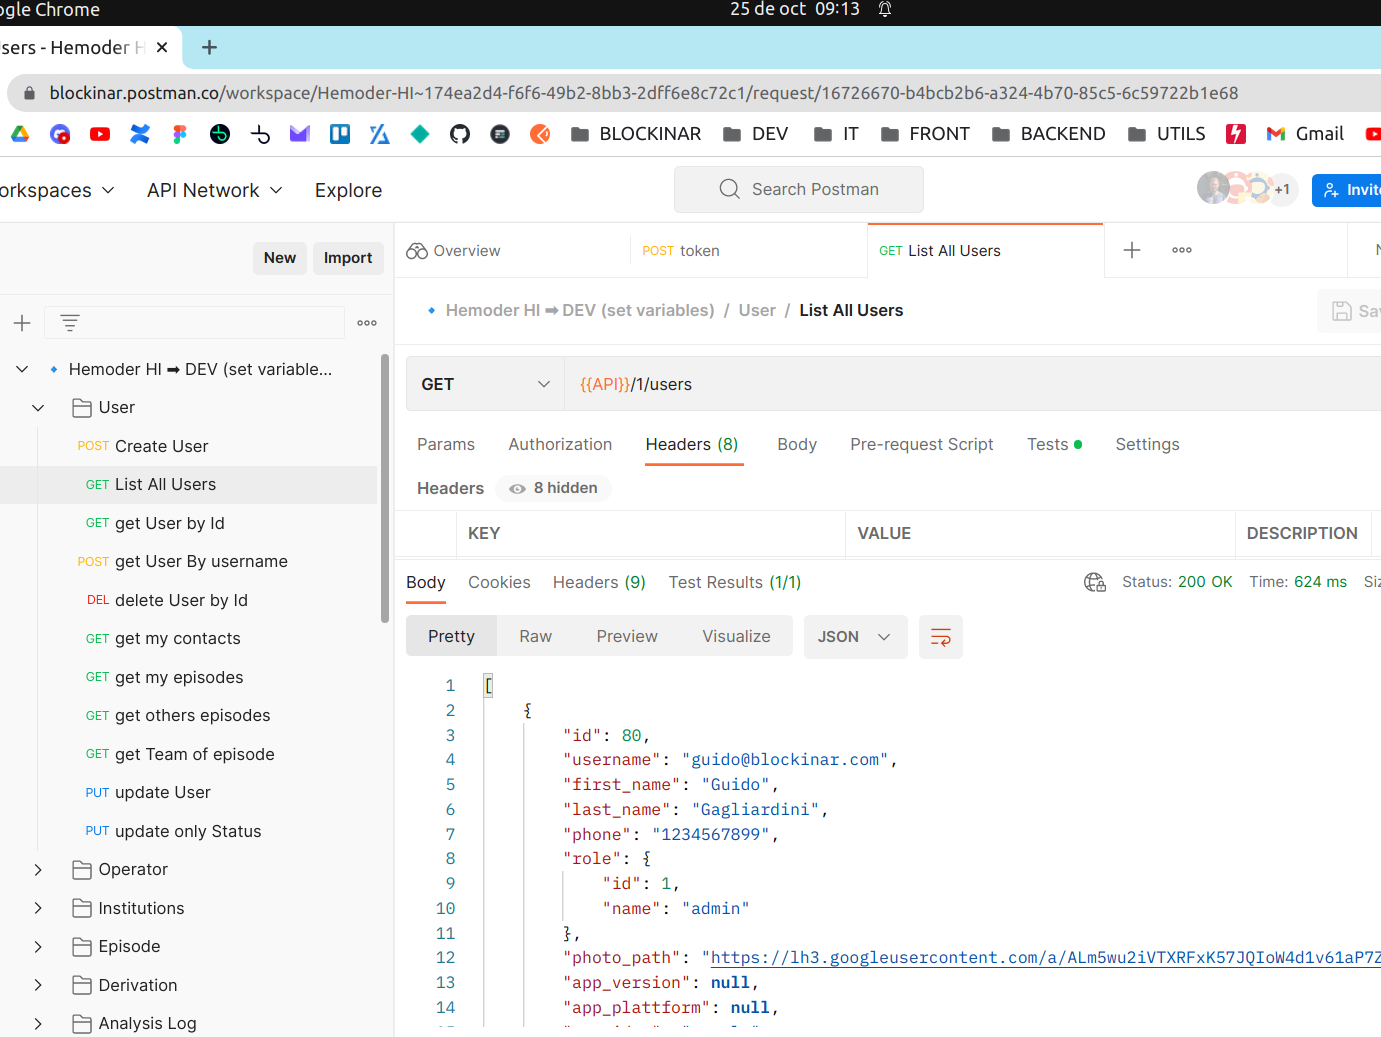 ogle Chrome
25 de oct 09:13
sers - Hemoder H
blockinar.postman.co/workspace/Hemoder-HI~174ea2d4-f6f6-49b2-8bb3-2dff6e8c72c1/request/16726670-b4bcb2b6-a324-4b70-85c5-6c59722b1e68
BLOCKINAR DEV IT FRONT BACKEND UTILS Gmail
orkspaces API Network Explore Search Postman +1 Invite
New Import
Overview POST token GET List All Users
Hemoder HI ➡ DEV (set variables) / User / List All Users Sav
GET {{API}}/1/users
Params Authorization Headers (8) Body Pre-request Script Tests Settings
Headers 8 hidden
KEY VALUE DESCRIPTION
Body Cookies Headers (9) Test Results (1/1) Status: 200 OK Time: 624 ms Siz
Pretty Raw Preview Visualize JSON
1 [
2 {
3 "id": 80,
4 "username": "guido@blockinar.com",
5 "first_name": "Guido",
6 "last_name": "Gagliardini",
7 "phone": "1234567899",
8 "role": {
9 "id": 1,
10 "name": "admin"
11 },
12 "photo_path": "https://lh3.googleusercontent.com/a/ALm5wu2iVTXRFxK57JQIoW4d1v61aP7Z
13 "app_version": null,
14 "app_plattform": null,
Hemoder HI ➡ DEV (set variable...
User
POST Create User
GET List All Users
GET get User by Id
POST get User By username
DEL delete User by Id
GET get my contacts
GET get my episodes
GET get others episodes
GET get Team of episode
PUT update User
PUT update only Status
Operator
Institutions
Episode
Derivation
Analysis Log